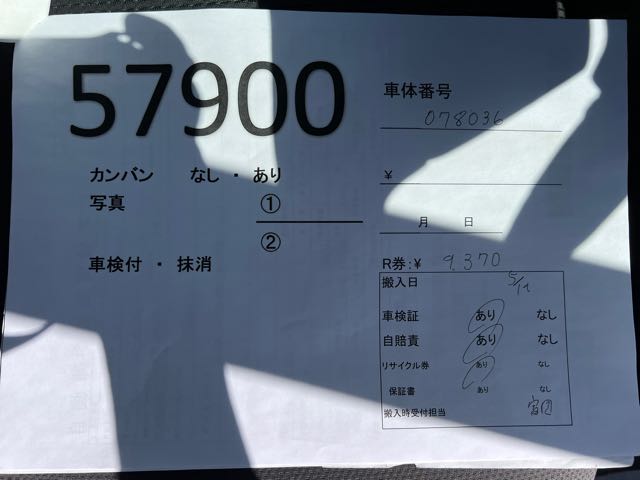 57900
車体番号
078036
カンバン なし ・ あり
¥
写真 ①
月 日
②
車検付 ・ 抹消
R券:¥ 9,370
搬入日 5/17
車検証 あり なし
自賠責 あり なし
リサイクル券 あり なし
保証書 あり なし
搬入時受付担当